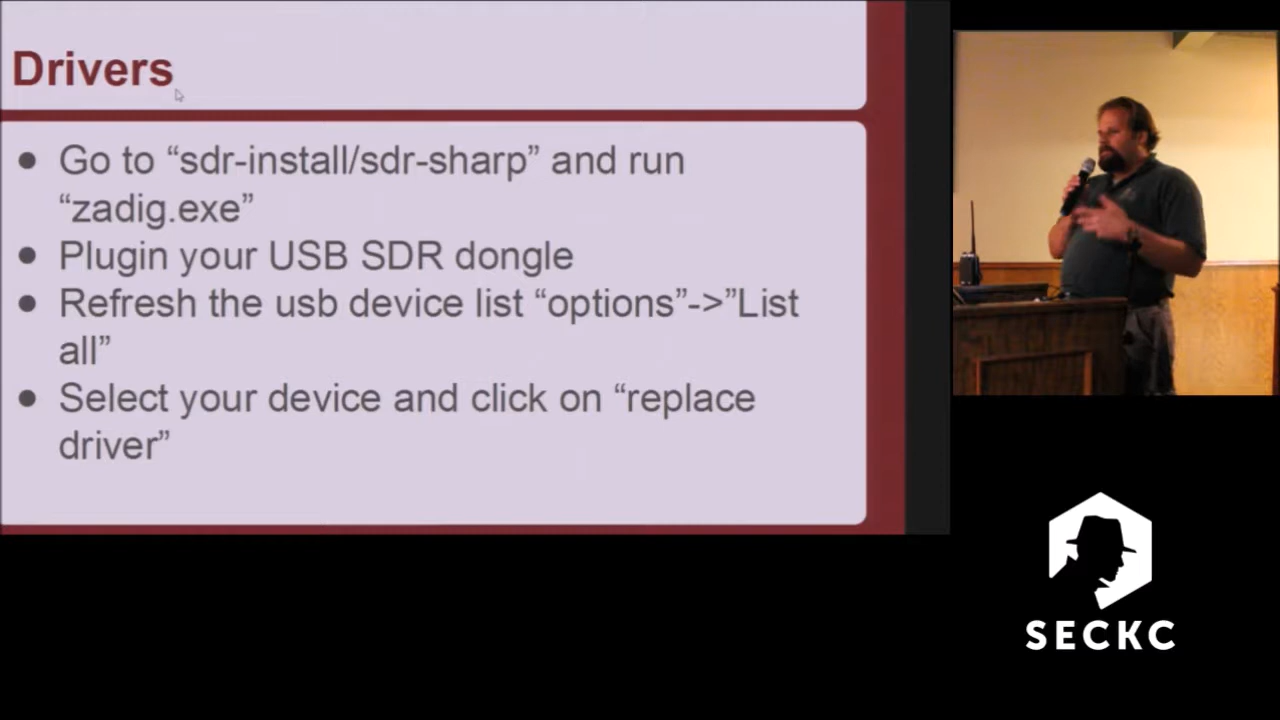 Drivers
● Go to “sdr-install/sdr-sharp” and run
“zadig.exe”
● Plugin your USB SDR dongle
● Refresh the usb device list “options”->”List
all”
● Select your device and click on “replace
driver”
SECKC